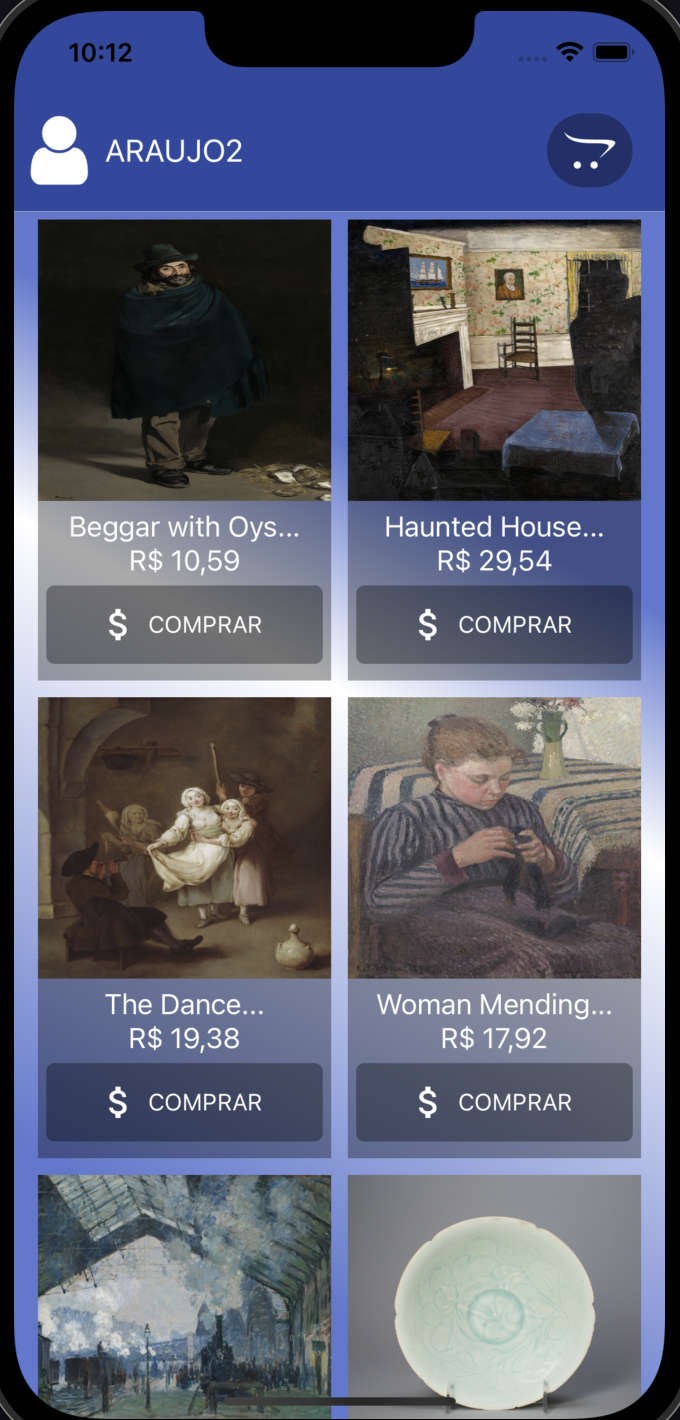 10:12
ARAUJO2
Beggar with Oys...
R$ 10,59
$ COMPRAR
Haunted House...
R$ 29,54
$ COMPRAR
The Dance...
R$ 19,38
$ COMPRAR
Woman Mending...
R$ 17,92
$ COMPRAR